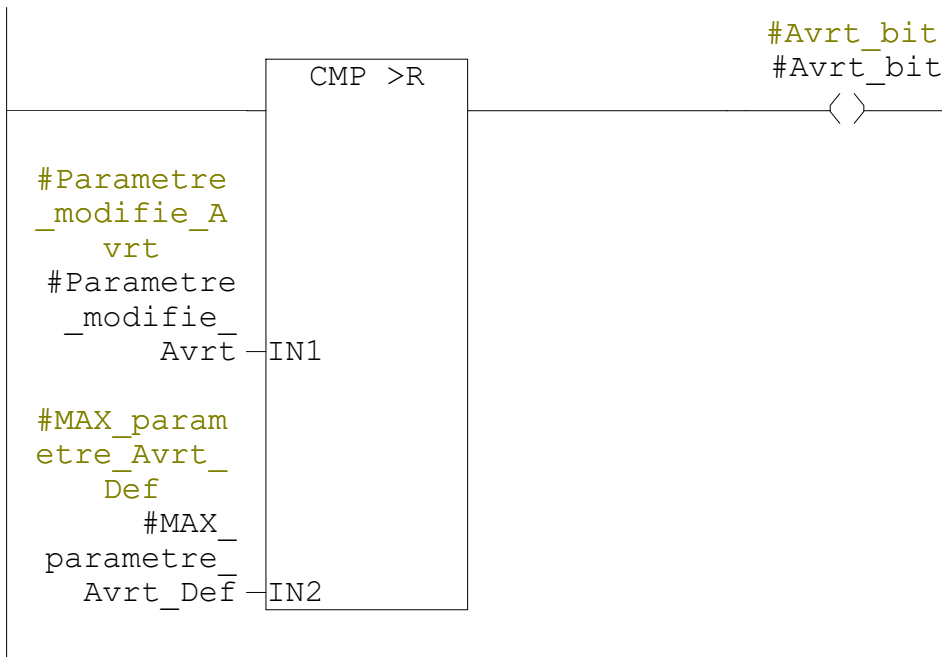 #Avrt_bit
#Avrt_bit
CMP >R
#Parametre
_modifie_A
vrt
#Parametre
_modifie_
Avrt
IN1
#MAX_param
etre_Avrt_
Def
#MAX_
parametre_
Avrt_Def
IN2